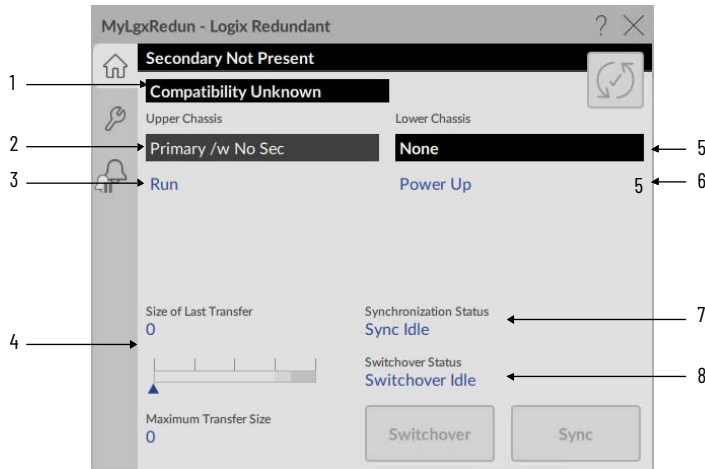 MyLgxRedun - Logix Redundant ?
Secondary Not Present
1 Compatibility Unknown
Upper Chassis Lower Chassis
2 Primary /w No Sec None 5
3 Run Power Up 5 6
Size of Last Transfer Synchronization Status
0 Sync Idle 7
4
Switchover Status
Switchover Idle 8
Maximum Transfer Size
0
Switchover Sync